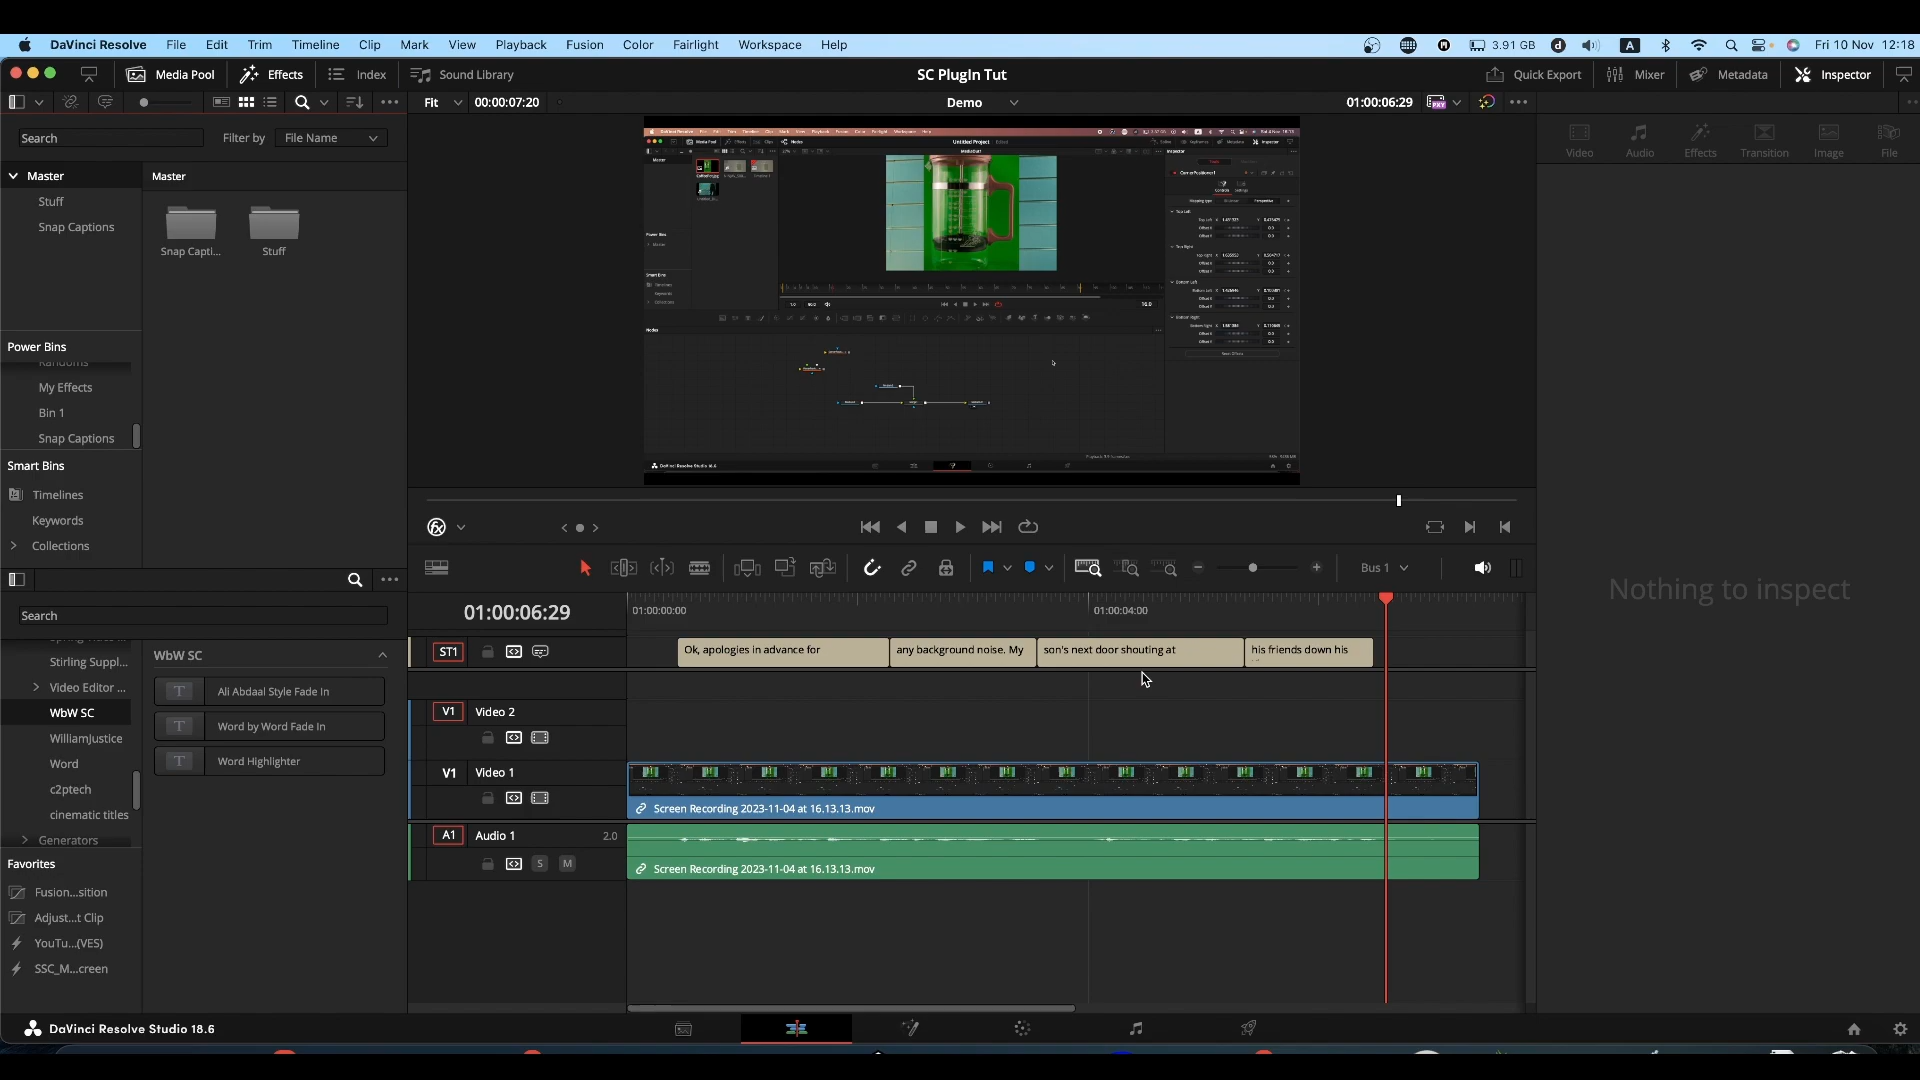 DaVinci Resolve File Edit Trim Timeline Clip Mark View Playback Fusion Color Fairlight Workspace Help 3.91 GB A Fri 10 Nov 12:18
Media Pool Effects Index Sound Library SC PlugIn Tut Quick Export Mixer Metadata Inspector
Fit 00:00:07:20 Demo 01:00:06:29
Search Filter by File Name
Video Audio Effects Transition Image File
Master Master
Stuff
Snap Captions
Snap Capti... Stuff
Power Bins
Randoms
My Effects
Bin 1
Snap Captions
Smart Bins
Timelines
Keywords
Collections
Untitled Project
DaVinci Resolve Studio 18.6
Bus 1
Nothing to inspect
Search
01:00:06:29 01:00:00:00 01:00:04:00
ST1 Ok, apologies in advance for any background noise. My son's next door shouting at his friends down his
Stirling Suppl...
Video Editor ...
WbW SC
WilliamJustice
Word
c2ptech
cinematic titles
Generators
WbW SC
T Ali Abdaal Style Fade In
T Word by Word Fade In
T Word Highlighter
V1 Video 2
V1 Video 1
Screen Recording 2023-11-04 at 16.13.13.mov
A1 Audio 1 2.0
S M
Screen Recording 2023-11-04 at 16.13.13.mov
Favorites
Fusion...sition
Adjust...t Clip
YouTu...(VES)
SSC_M...creen
DaVinci Resolve Studio 18.6